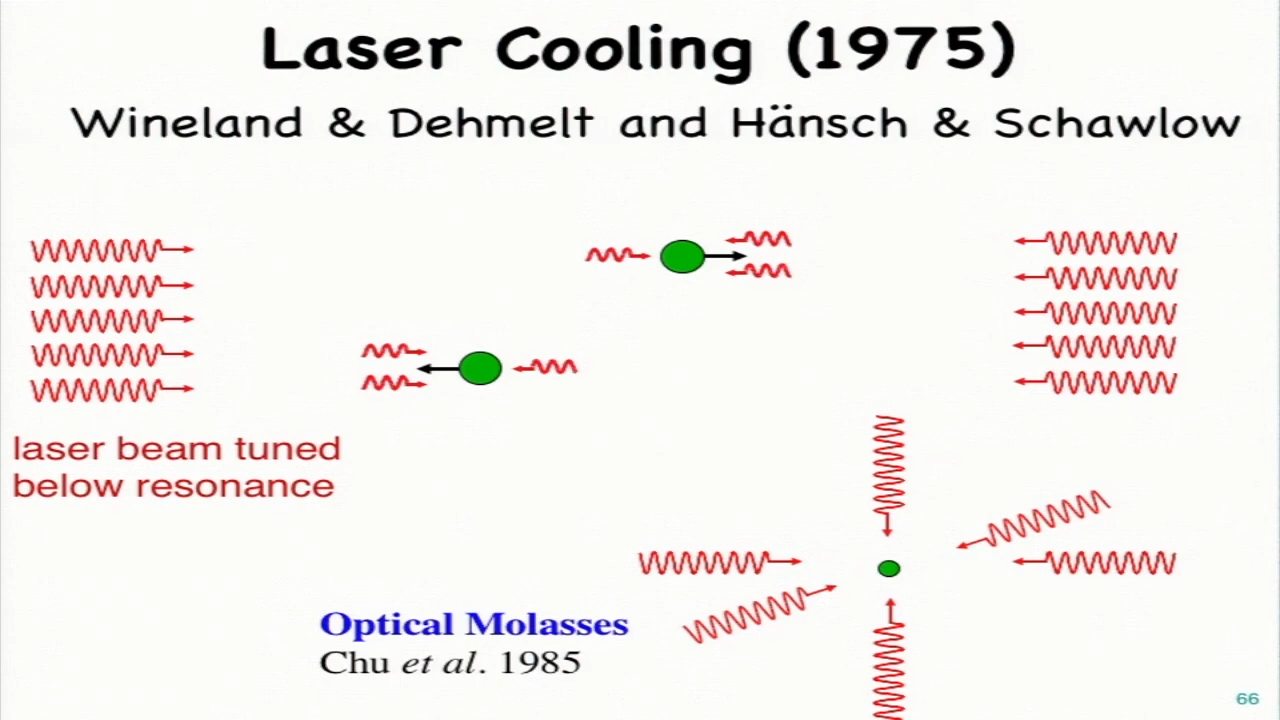 Laser Cooling (1975)
Wineland & Dehmelt and Hänsch & Schawlow
laser beam tuned
below resonance
Optical Molasses
Chu et al. 1985
66